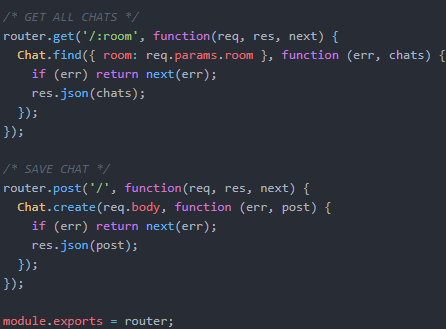 /* GET ALL CHATS */
router.get('/:room', function(req, res, next) {
  Chat.find({ room: req.params.room }, function (err, chats) {
    if (err) return next(err);
    res.json(chats);
  });
});

/* SAVE CHAT */
router.post('/', function(req, res, next) {
  Chat.create(req.body, function (err, post) {
    if (err) return next(err);
    res.json(post);
  });
});

module.exports = router;